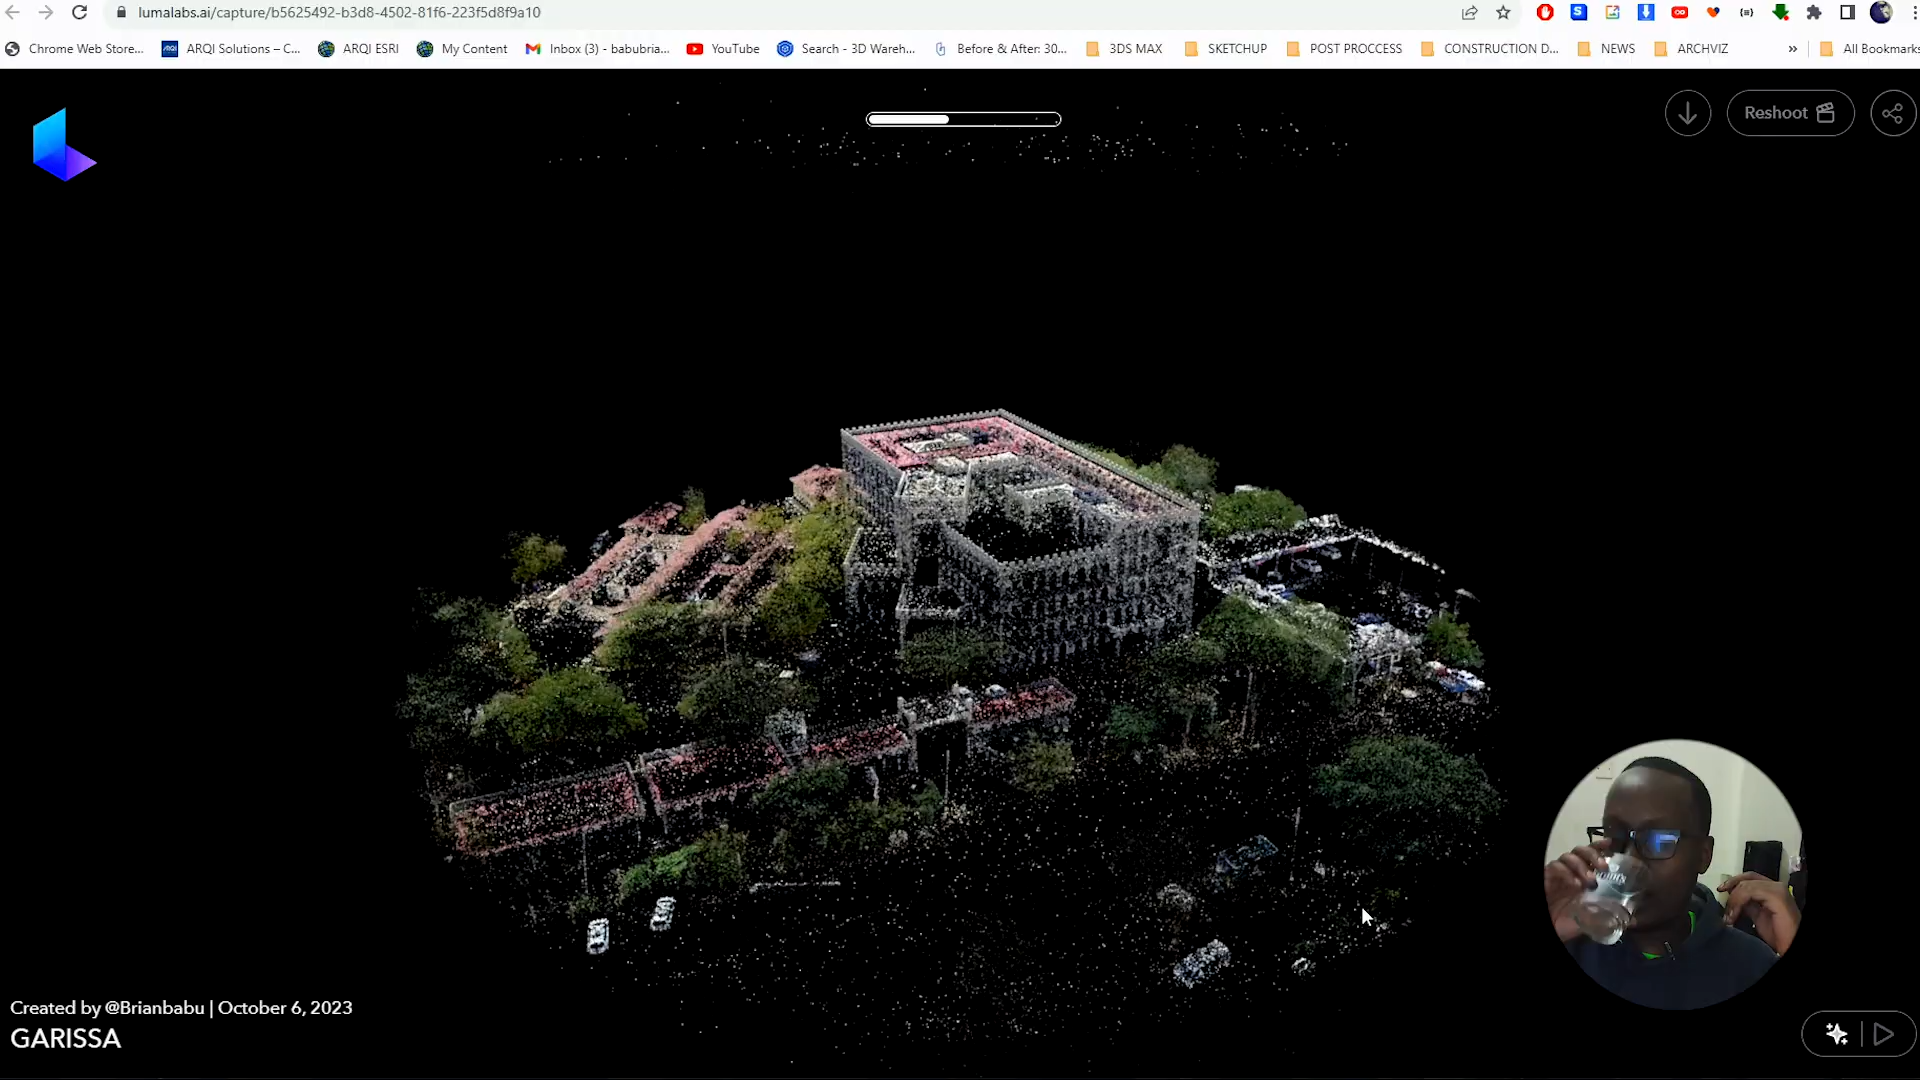 lumalabs.ai/capture/b5625492-b3d8-4502-81f6-223f5d8f9a10
Chrome Web Store...
ARQI Solutions – C...
ARQI ESRI
My Content
Inbox (3) - babubria...
YouTube
Search - 3D Wareh...
Before & After: 30...
3DS MAX
SKETCHUP
POST PROCCESS
CONSTRUCTION D...
NEWS
ARCHVIZ
»
All Bookmarks
Reshoot
Created by @Brianbabu | October 6, 2023
GARISSA